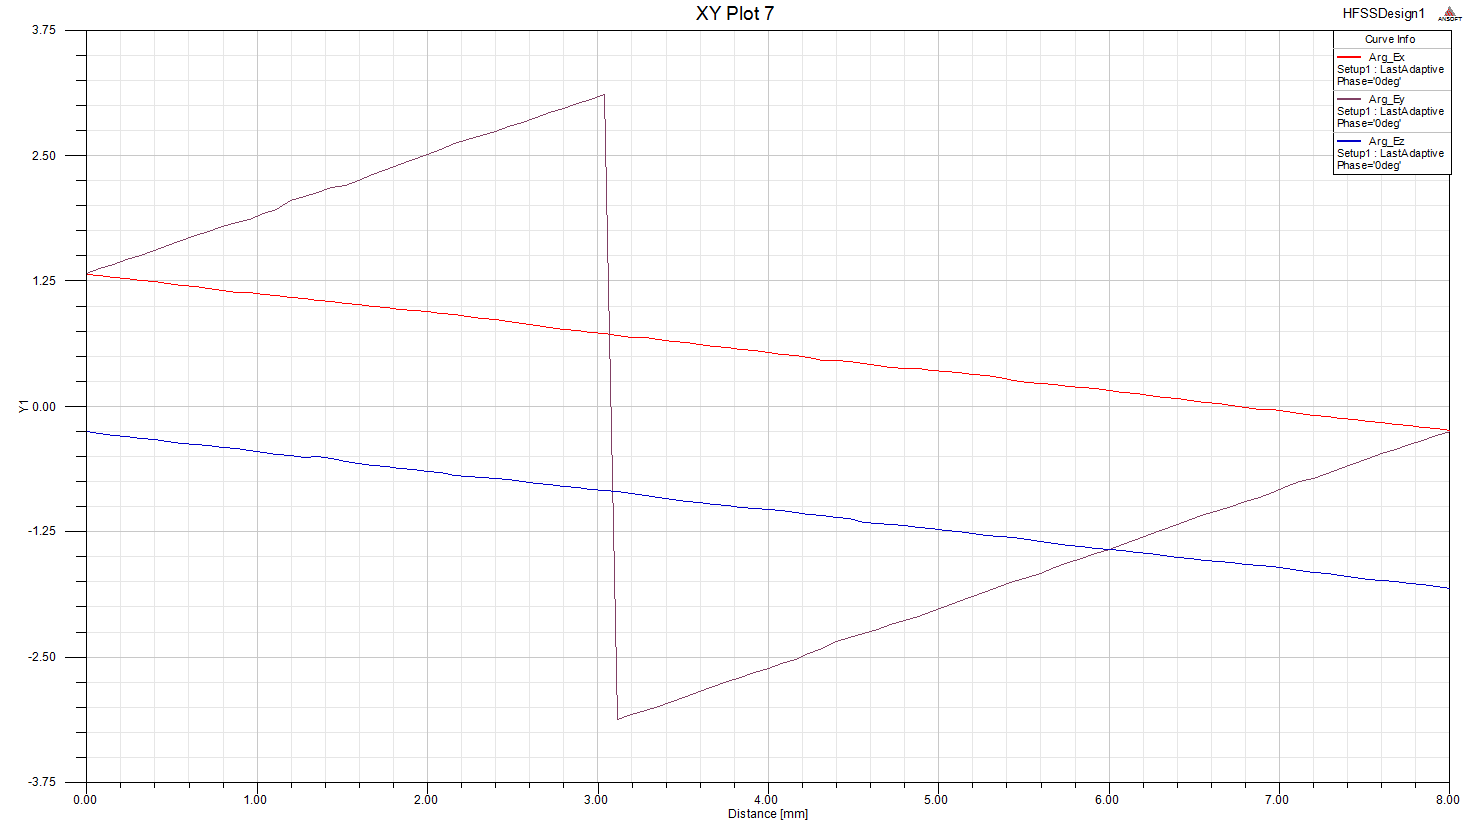 XY Plot 7
HFSSDesign1
ANSOFT
Curve Info
Arg_Ex
Setup1 : LastAdaptive
Phase='0deg'
Arg_Ey
Setup1 : LastAdaptive
Phase='0deg'
Arg_Ez
Setup1 : LastAdaptive
Phase='0deg'
3.75
2.50
1.25
0.00
-1.25
-2.50
-3.75
Y1
0.00 1.00 2.00 3.00 4.00 5.00 6.00 7.00 8.00
Distance [mm]